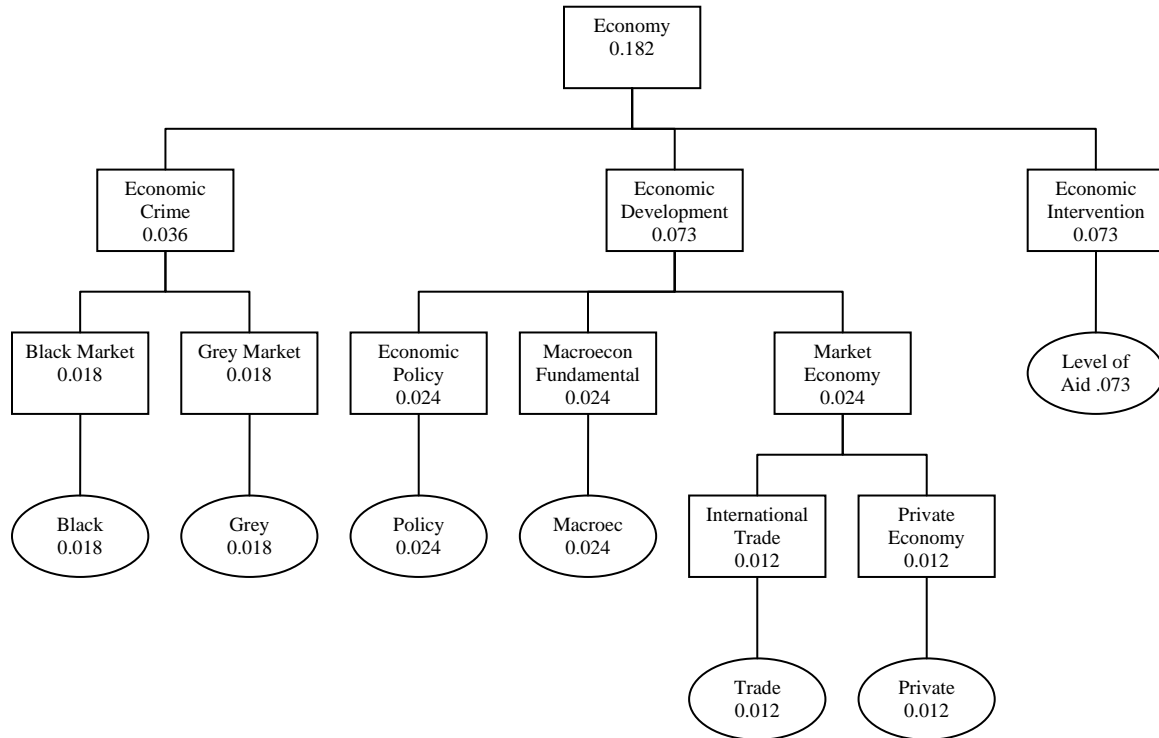 Economy
0.182
Economic
Crime
0.036
Economic
Development
0.073
Economic
Intervention
0.073
Black Market
0.018
Grey Market
0.018
Economic
Policy
0.024
Macroecon
Fundamental
0.024
Market
Economy
0.024
Level of
Aid .073
Black
0.018
Grey
0.018
Policy
0.024
Macroec
0.024
International
Trade
0.012
Private
Economy
0.012
Trade
0.012
Private
0.012